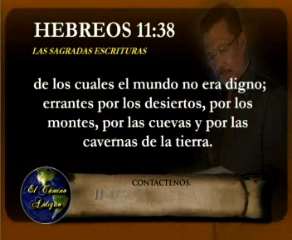 HEBREOS 11:38
LAS SAGRADAS ESCRITURAS
de los cuales el mundo no era digno;
errantes por los desiertos, por los
montes, por las cuevas y por las
cavernas de la tierra.
CONTÁCTENOS:
El Camino
Antiguo